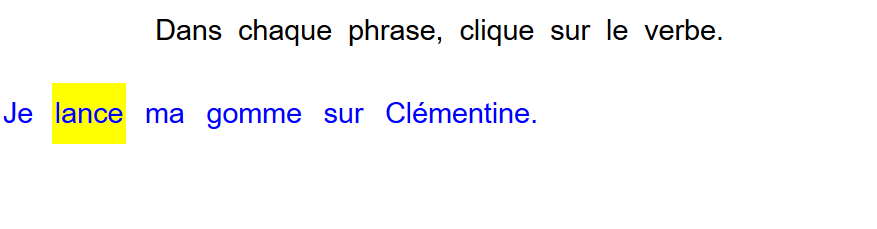 Dans chaque phrase, clique sur le verbe.
Je lance ma gomme sur Clémentine.